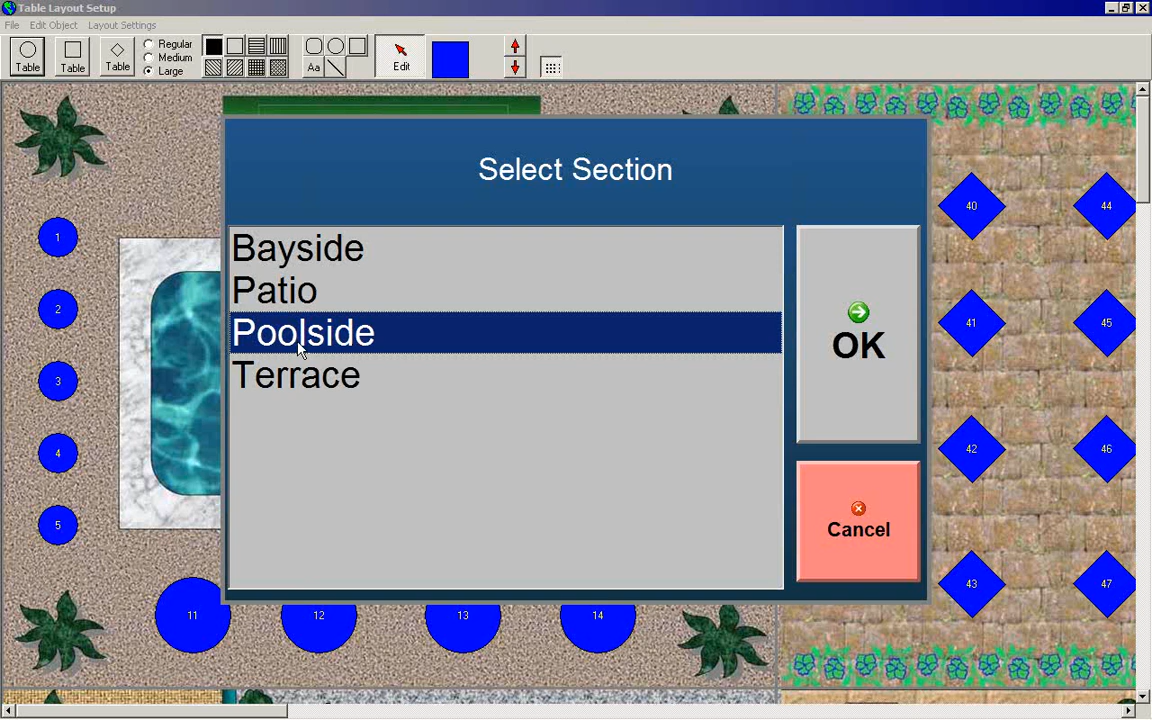 Table Layout Setup
File Edit Object Layout Settings
Table Table Table
Regular
Medium
Large
Aa
Edit
Select Section
Bayside
Patio
Poolside
Terrace
OK
Cancel
1
2
3
4
5
11 12 13 14
40 44
41 45
42 46
43 47